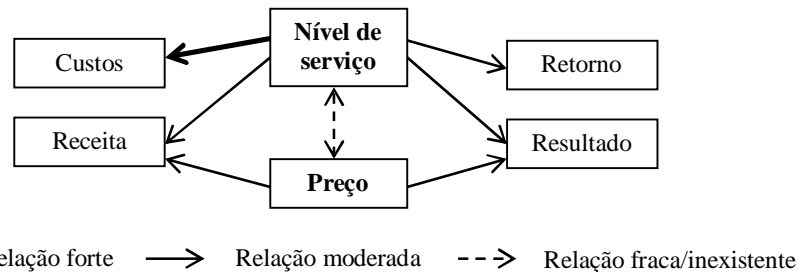 Nível de
serviço
Custos
Retorno
Receita
Resultado
Preço
elação forte
Relação moderada
Relação fraca/inexistente